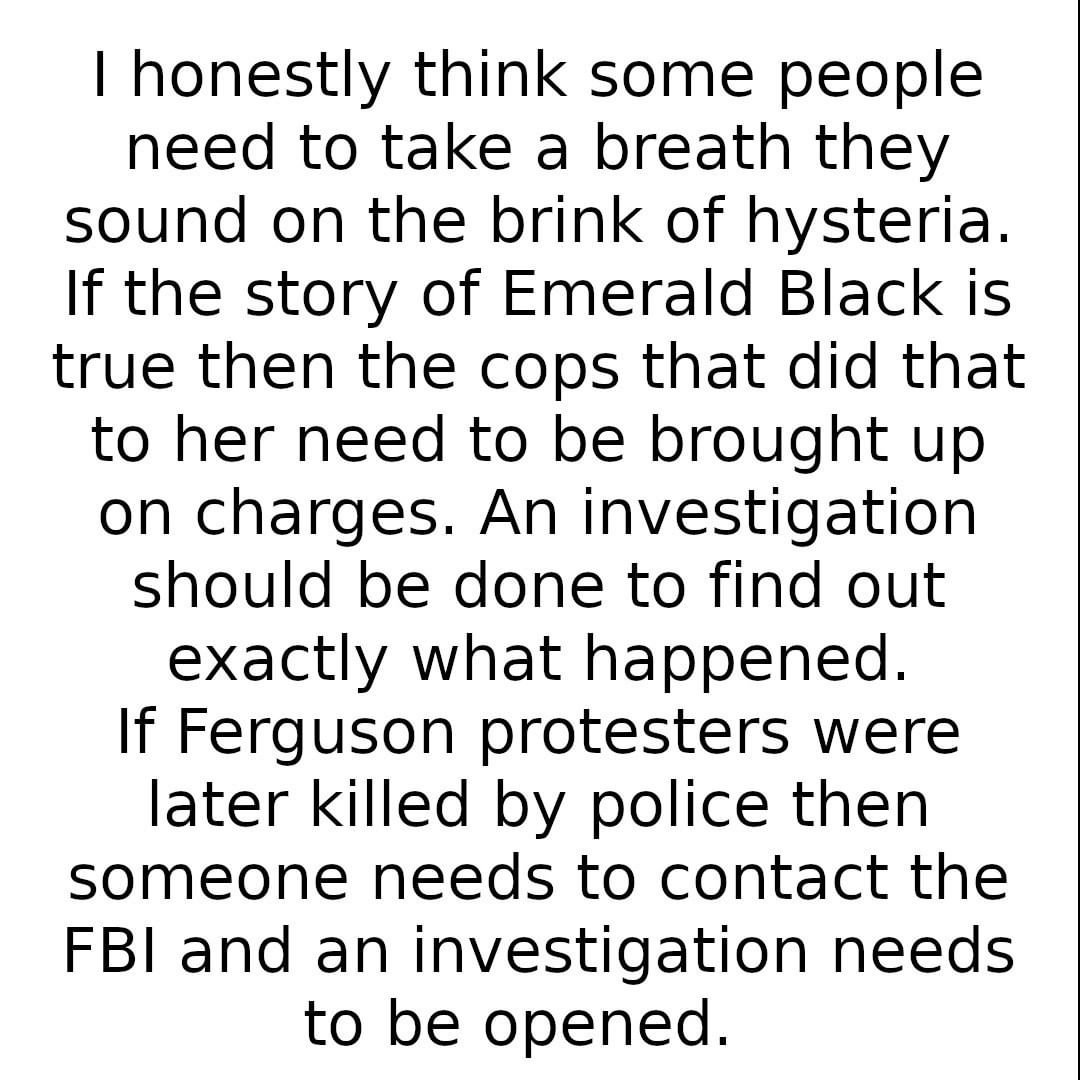 I honestly think some people
need to take a breath they
sound on the brink of hysteria.
If the story of Emerald Black is
true then the cops that did that
to her need to be brought up
on charges. An investigation
should be done to find out
exactly what happened.
If Ferguson protesters were
later killed by police then
someone needs to contact the
FBI and an investigation needs
to be opened.